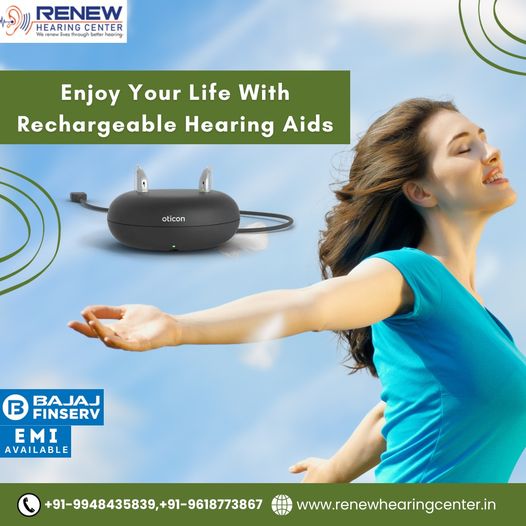 RENEW
HEARING CENTER
We renew lives through better hearing
Enjoy Your Life With
Rechargeable Hearing Aids
oticon
B BAJAJ
FINSERV
EMI
AVAILABLE
+91-9948435839,+91-9618773867 www.renewhearingcenter.in